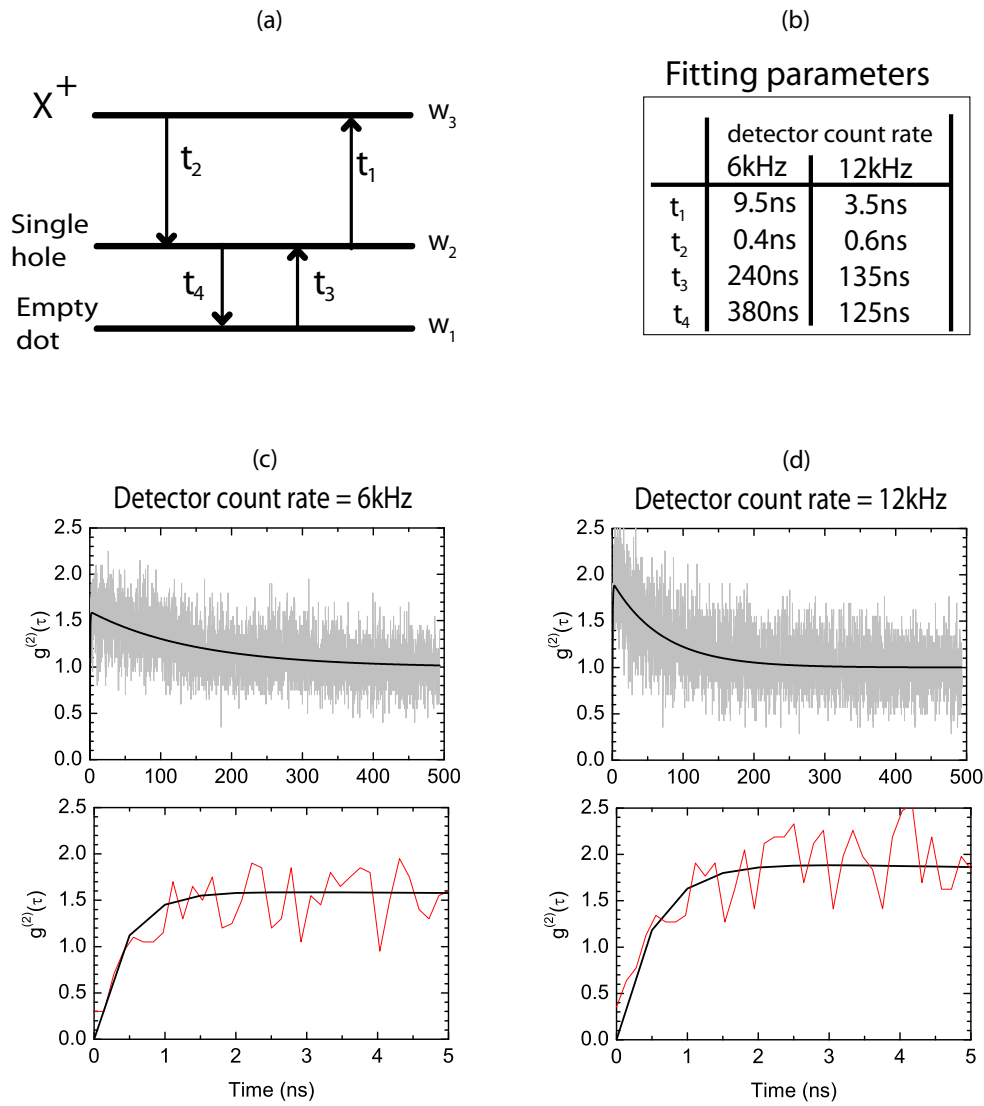 (a)
X+
w3
t2
t1
Single
hole
w2
t4
t3
Empty
dot
w1
(b)
Fitting parameters
detector count rate
6kHz 12kHz
t1 9.5ns 3.5ns
t2 0.4ns 0.6ns
t3 240ns 135ns
t4 380ns 125ns
(c)
Detector count rate = 6kHz
g(2)(τ)
2.5
2.0
1.5
1.0
0.5
0.0
0 100 200 300 400 500
g(2)(τ)
2.5
2.0
1.5
1.0
0.5
0.0
0 1 2 3 4 5
Time (ns)
(d)
Detector count rate = 12kHz
g(2)(τ)
2.5
2.0
1.5
1.0
0.5
0.0
0 100 200 300 400 500
g(2)(τ)
2.5
2.0
1.5
1.0
0.5
0.0
0 1 2 3 4 5
Time (ns)